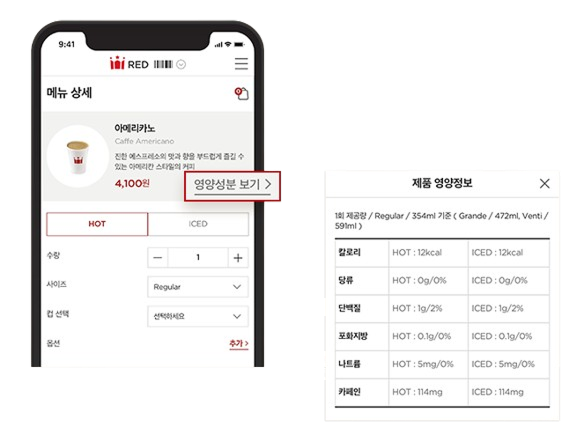 9:41
RED
메뉴 상세
0
아메리카노
Caffe Americano
진한 에스프레소의 맛과 향을 부드럽게 즐길 수
있는 아메리칸 스타일의 커피
4,100원
영양성분 보기 >
HOT
ICED
수량
— 1 +
사이즈
Regular
컵 선택
선택하세요
옵션
추가 >
제품 영양정보
1회 제공량 / Regular / 354ml 기준 ( Grande / 472ml, Venti /
591ml )
칼로리 HOT : 12kcal ICED : 12kcal
당류 HOT : 0g/0% ICED : 0g/0%
단백질 HOT : 1g/2% ICED : 1g/2%
포화지방 HOT : 0.1g/0% ICED : 0.1g/0%
나트륨 HOT : 5mg/0% ICED : 5mg/0%
카페인 HOT : 114mg ICED : 114mg